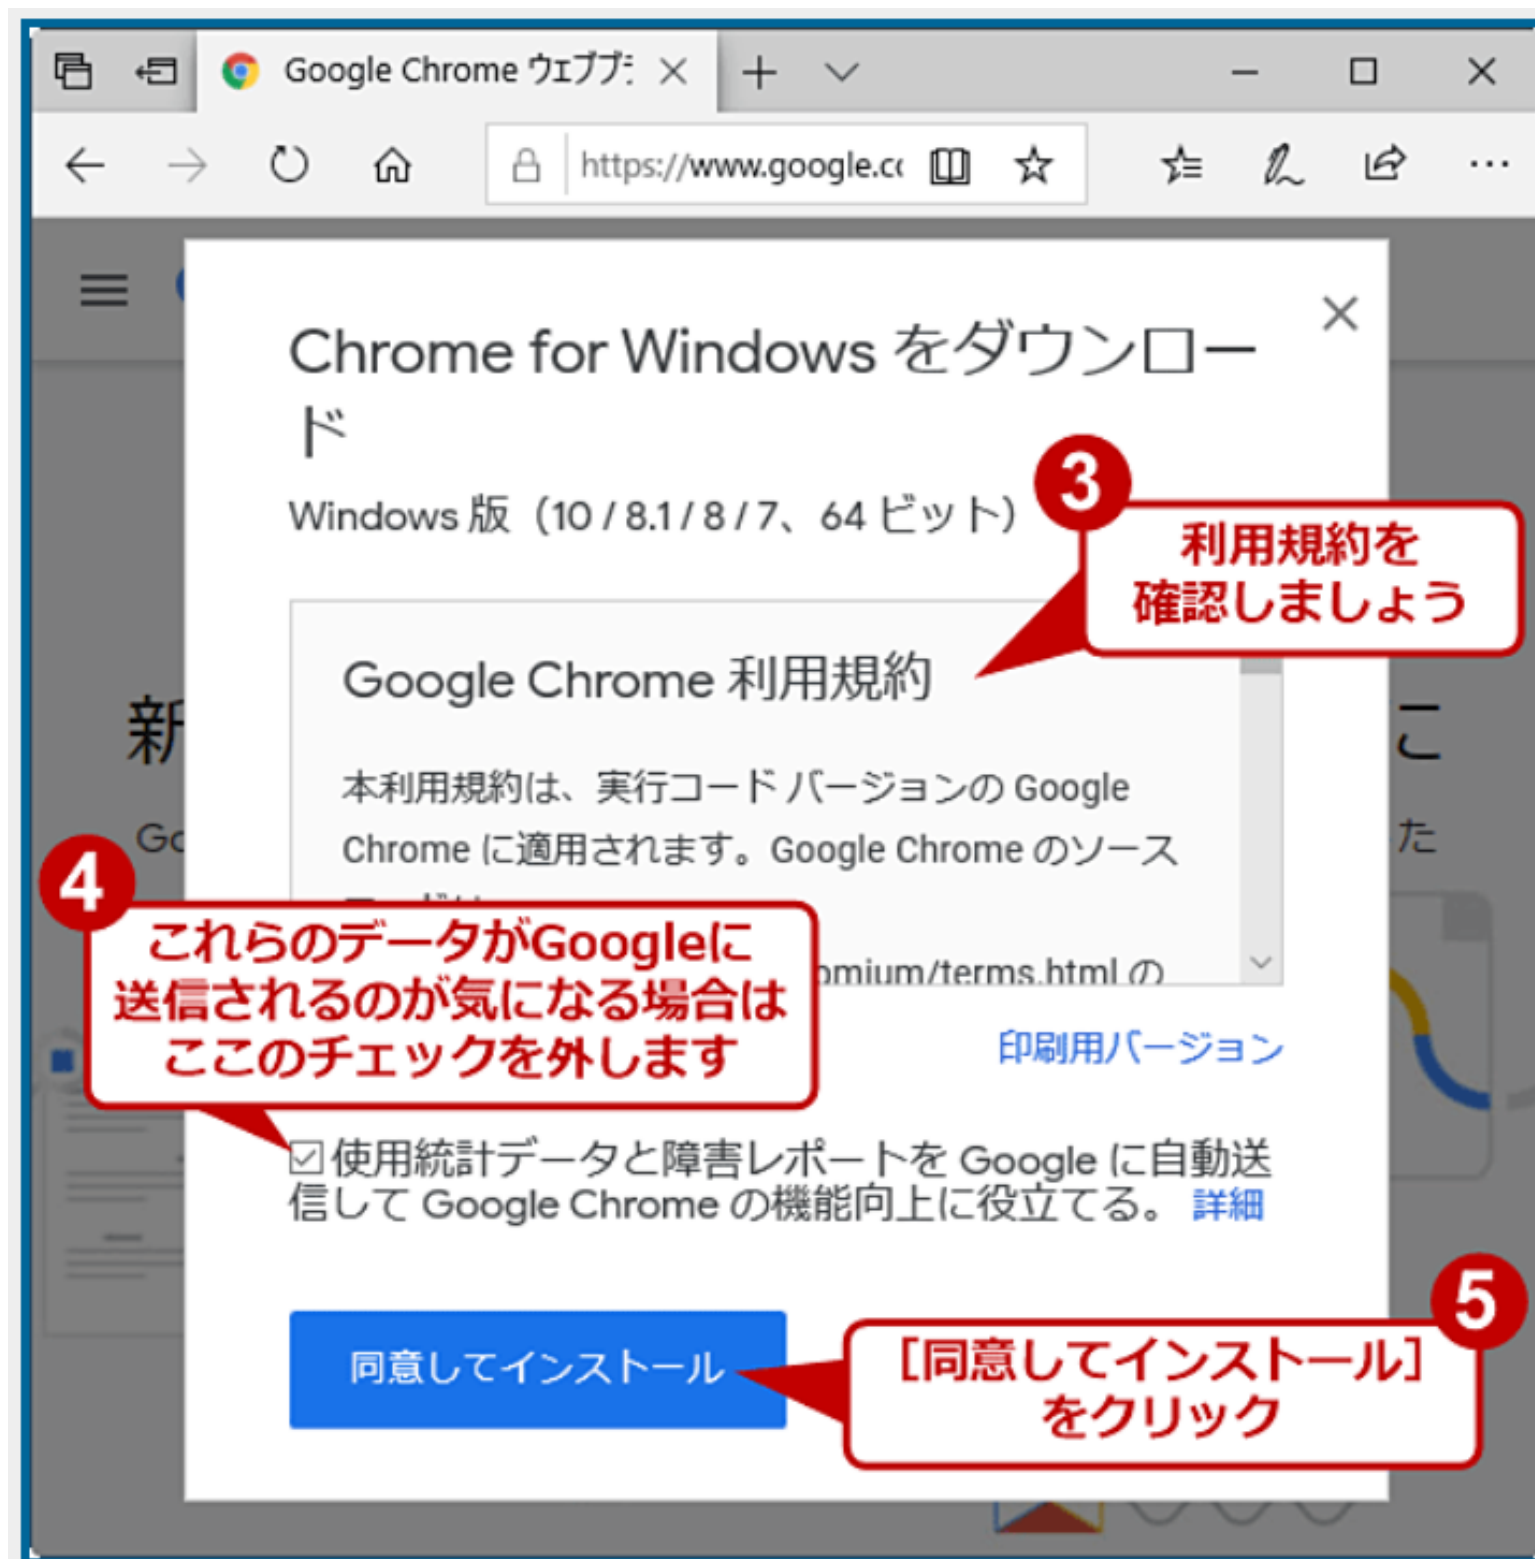 Google Chrome ウェブブラ
https://www.google.co
Chrome for Windows をダウンロー
ド
Windows 版（10 / 8.1 / 8 / 7、64 ビット）
3
利用規約を
確認しましょう
Google Chrome 利用規約
新
こ
本利用規約は、実行コード バージョンの Google
Chrome に適用されます。Google Chrome のソース
Go
た
4
これらのデータがGoogleに
送信されるのが気になる場合は
ここのチェックを外します
omium/terms.html の
印刷用バージョン
使用統計データと障害レポートを Google に自動送
信して Google Chrome の機能向上に役立てる。 詳細
5
同意してインストール
［同意してインストール］
をクリック